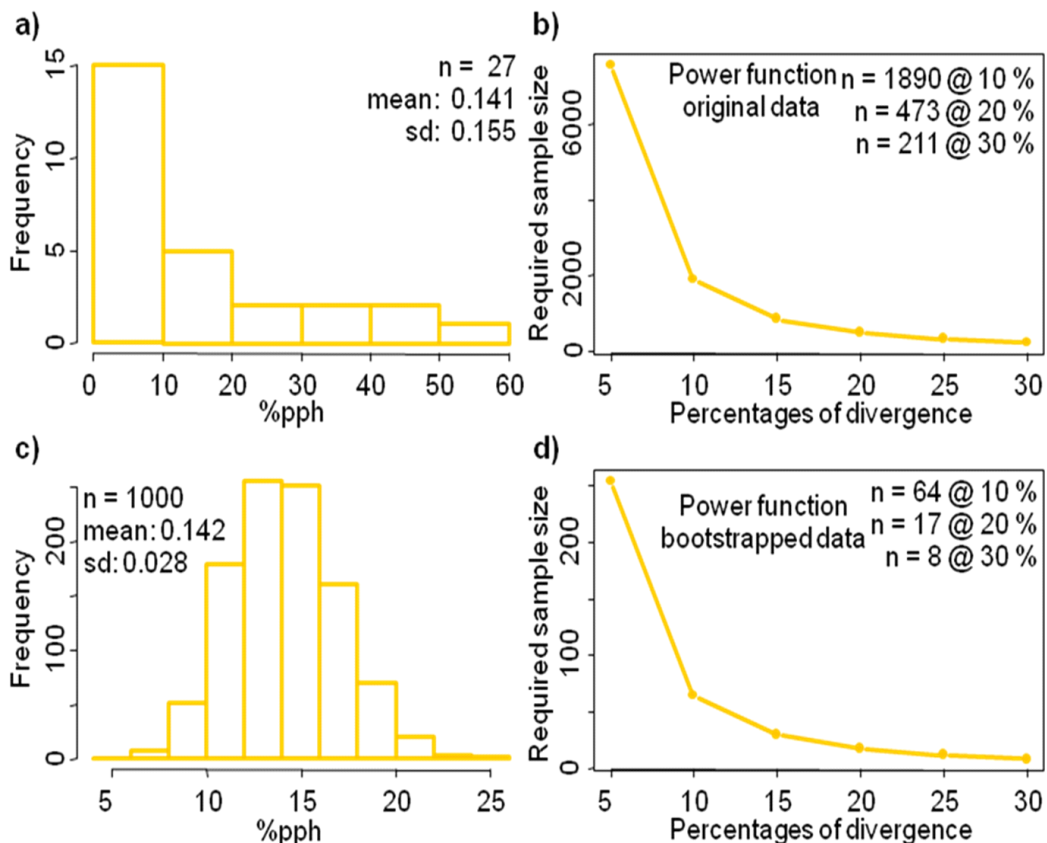 a)
n = 27
mean: 0.141
sd: 0.155
Frequency
15
10
5
0
0 10 20 30 40 50 60
%pph
b)
Power function
original data
n = 1890 @ 10 %
n = 473 @ 20 %
n = 211 @ 30 %
Required sample size
6000
2000
0
5 10 15 20 25 30
Percentages of divergence
c)
n = 1000
mean: 0.142
sd: 0.028
Frequency
200
100
0
5 10 15 20 25
%pph
d)
Power function
bootstrapped data
n = 64 @ 10 %
n = 17 @ 20 %
n = 8 @ 30 %
Required sample size
200
100
0
5 10 15 20 25 30
Percentages of divergence